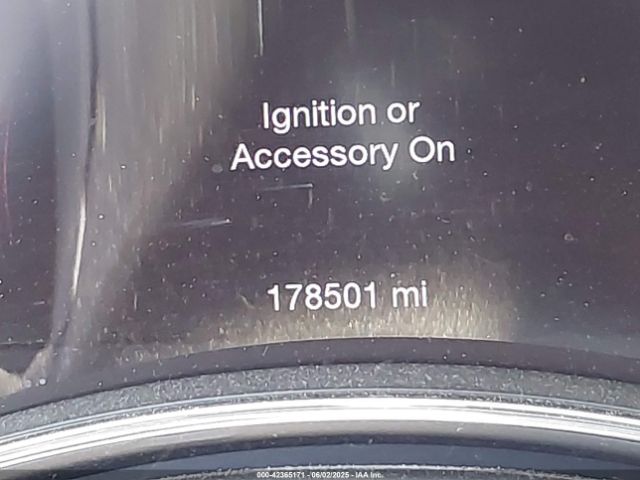 Ignition or
Accessory On
178501 mi
000-42365171 - 06/02/2025 - IAA Inc.